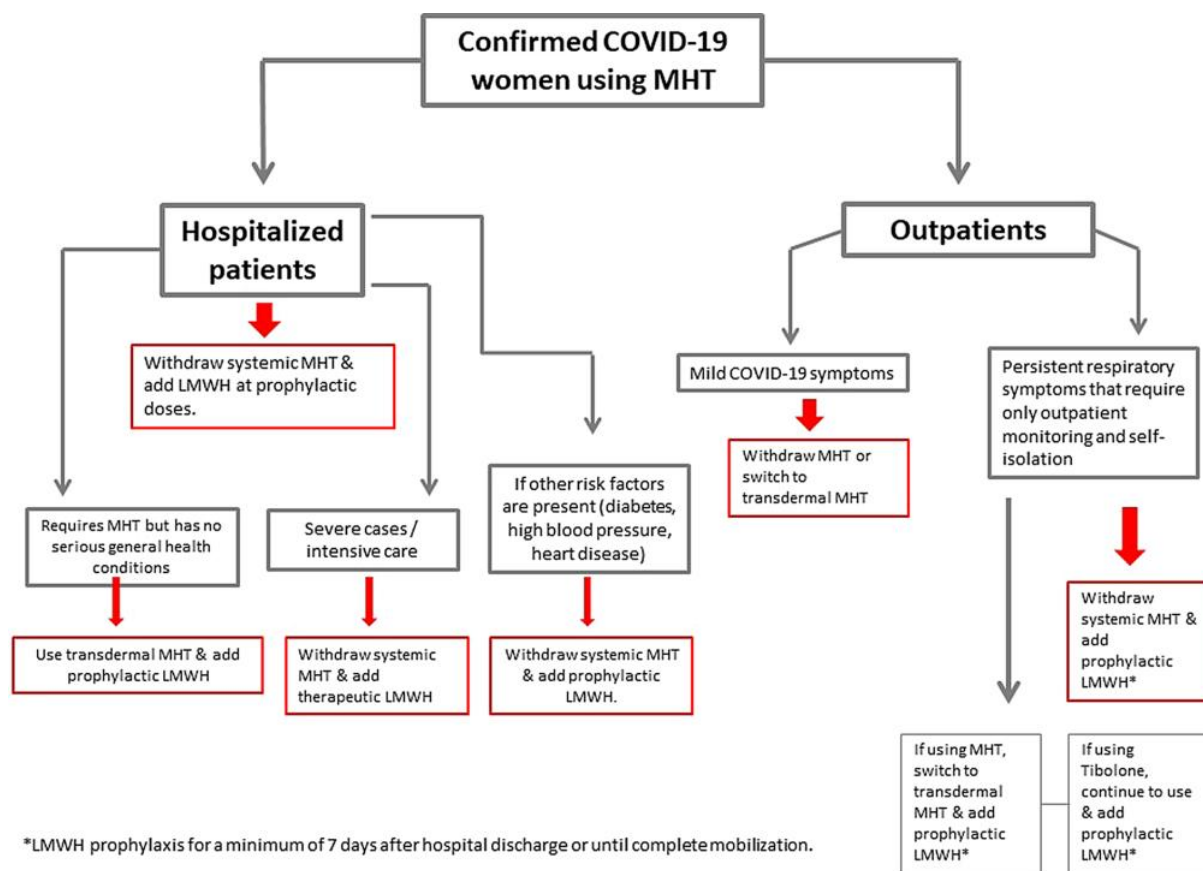 Confirmed COVID-19
women using MHT
Hospitalized
patients
Outpatients
Withdraw systemic MHT &
add LMWH at prophylactic
doses.
Mild COVID-19 symptoms
Persistent respiratory
symptoms that require
only outpatient
monitoring and self-
isolation
Withdraw MHT or
switch to
transdermal MHT
Requires MHT but has no
serious general health
conditions
Severe cases /
intensive care
If other risk factors
are present (diabetes,
high blood pressure,
heart disease)
Use transdermal MHT & add
prophylactic LMWH
Withdraw systemic
MHT & add
therapeutic LMWH
Withdraw systemic MHT
& add prophylactic
LMWH.
Withdraw
systemic MHT &
add
prophylactic
LMWH*
If using MHT,
switch to
transdermal
MHT & add
prophylactic
LMWH*
If using
Tibolone,
continue to use
& add
prophylactic
LMWH*
*LMWH prophylaxis for a minimum of 7 days after hospital discharge or until complete mobilization.